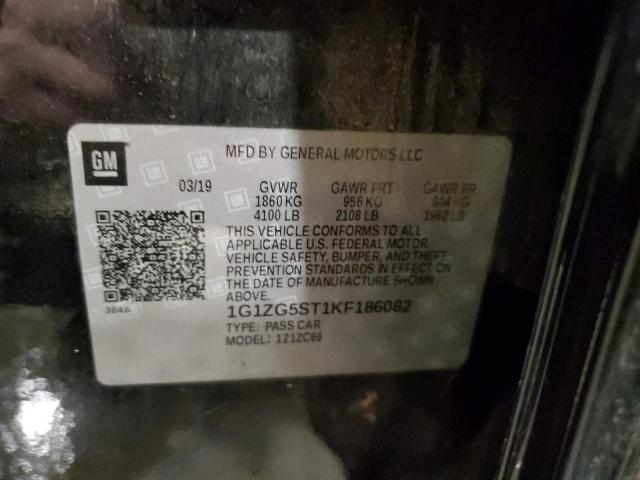 GM
MFD BY GENERAL MOTORS LLC
03/19 GVWR GAWR FRT GAWR RR
1860 KG 956 KG 904 KG
4100 LB 2108 LB 1992 LB
THIS VEHICLE CONFORMS TO ALL
APPLICABLE U.S. FEDERAL MOTOR
VEHICLE SAFETY, BUMPER, AND THEFT
PREVENTION STANDARDS IN EFFECT ON
THE DATE OF MANUFACTURE SHOWN
ABOVE.
384A
1G1ZG5ST1KF186082
TYPE: PASS CAR
MODEL: 121ZC69